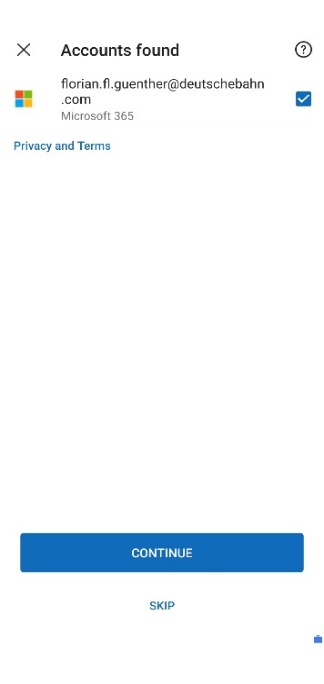 Accounts found
florian.fl.guenther@deutschebahn
.com
Microsoft 365
Privacy and Terms
CONTINUE
SKIP